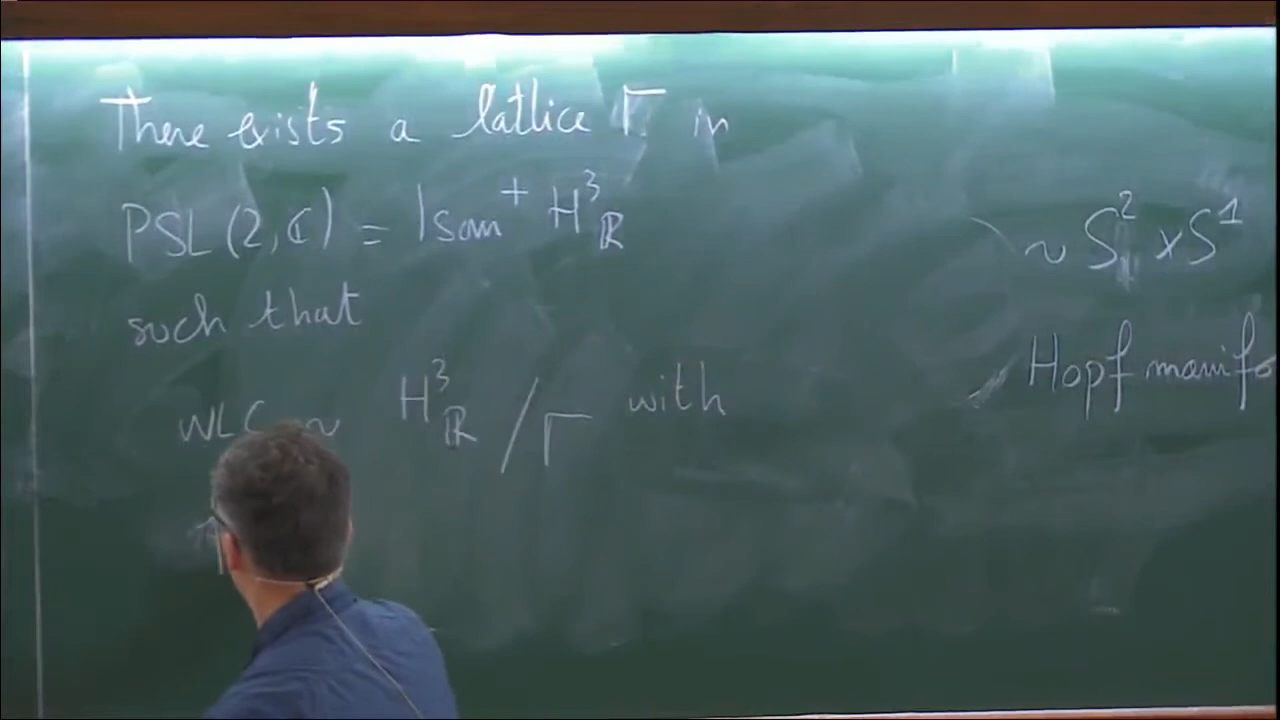 There exists a lattice Γ in
PSL(2,ℂ) = Isom⁺ H³_ℝ
such that
H³_ℝ / Γ with
~ S² × S¹
Hopf manifo